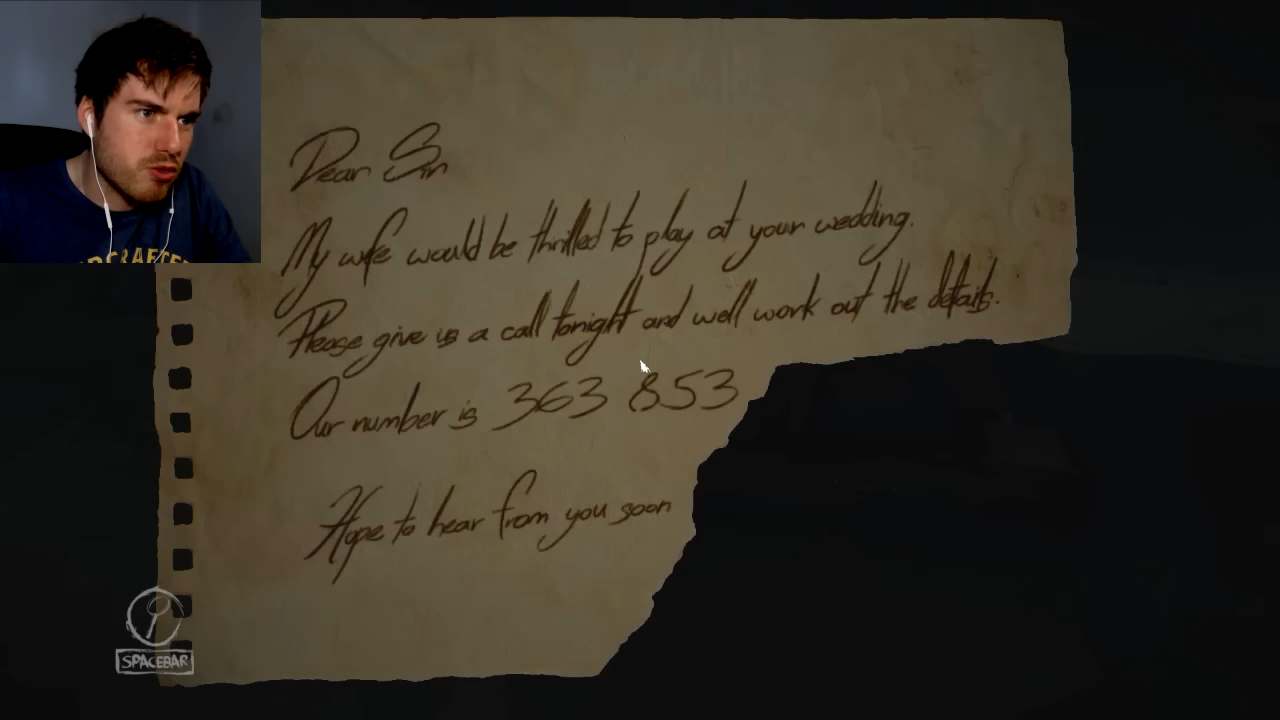 Dear Sir
My wife would be thrilled to play at your wedding.
Please give us a call tonight and well work out the details.
Our number is 363 853
Hope to hear from you soon
SPACEBAR